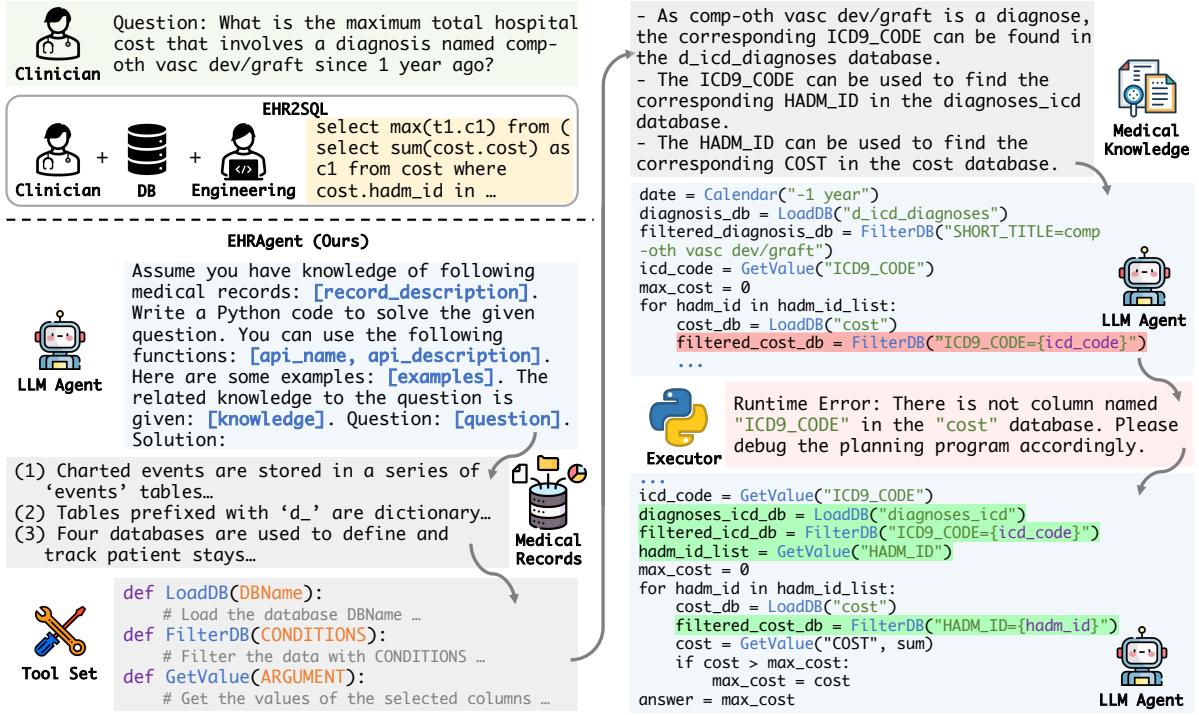 Question: What is the maximum total hospital
cost that involves a diagnosis named comp-
oth vasc dev/graft since 1 year ago?
Clinician
EHR2SQL
Clinician
+
DB
+
Engineering
select max(t1.c1) from (
select sum(cost.cost) as
c1 from cost where
cost.hadm_id in …
EHRAgent (Ours)
LLM Agent
Assume you have knowledge of following
medical records: [record_description].
Write a Python code to solve the given
question. You can use the following
functions: [api_name, api_description].
Here are some examples: [examples]. The
related knowledge to the question is
given: [knowledge]. Question: [question].
Solution:
(1) Charted events are stored in a series of
‘events’ tables…
(2) Tables prefixed with ‘d_’ are dictionary…
(3) Four databases are used to define and
track patient stays…
Medical
Records
Tool Set
def LoadDB(DBName):
# Load the database DBName …
def FilterDB(CONDITIONS):
# Filter the data with CONDITIONS …
def GetValue(ARGUMENT):
# Get the values of the selected columns …
- As comp-oth vasc dev/graft is a diagnose,
the corresponding ICD9_CODE can be found in
the d_icd_diagnoses database.
- The ICD9_CODE can be used to find the
corresponding HADM_ID in the diagnoses_icd
database.
- The HADM_ID can be used to find the
corresponding COST in the cost database.
Medical
Knowledge
date = Calendar("-1 year")
diagnosis_db = LoadDB("d_icd_diagnoses")
filtered_diagnosis_db = FilterDB("SHORT_TITLE=comp
-oth vasc dev/graft")
icd_code = GetValue("ICD9_CODE")
max_cost = 0
for hadm_id in hadm_id_list:
cost_db = LoadDB("cost")
filtered_cost_db = FilterDB(”ICD9_CODE={icd_code}")
...
LLM Agent
Executor
Runtime Error: There is not column named
"ICD9_CODE" in the "cost" database. Please
debug the planning program accordingly.
...
icd_code = GetValue("ICD9_CODE")
diagnoses_icd_db = LoadDB("diagnoses_icd")
filtered_icd_db = FilterDB("ICD9_CODE={icd_code}")
hadm_id_list = GetValue("HADM_ID")
max_cost = 0
for hadm_id in hadm_id_list:
cost_db = LoadDB("cost")
filtered_cost_db = FilterDB("HADM_ID={hadm_id}")
cost = GetValue("COST", sum)
if cost > max_cost:
max_cost = cost
answer = max_cost
LLM Agent